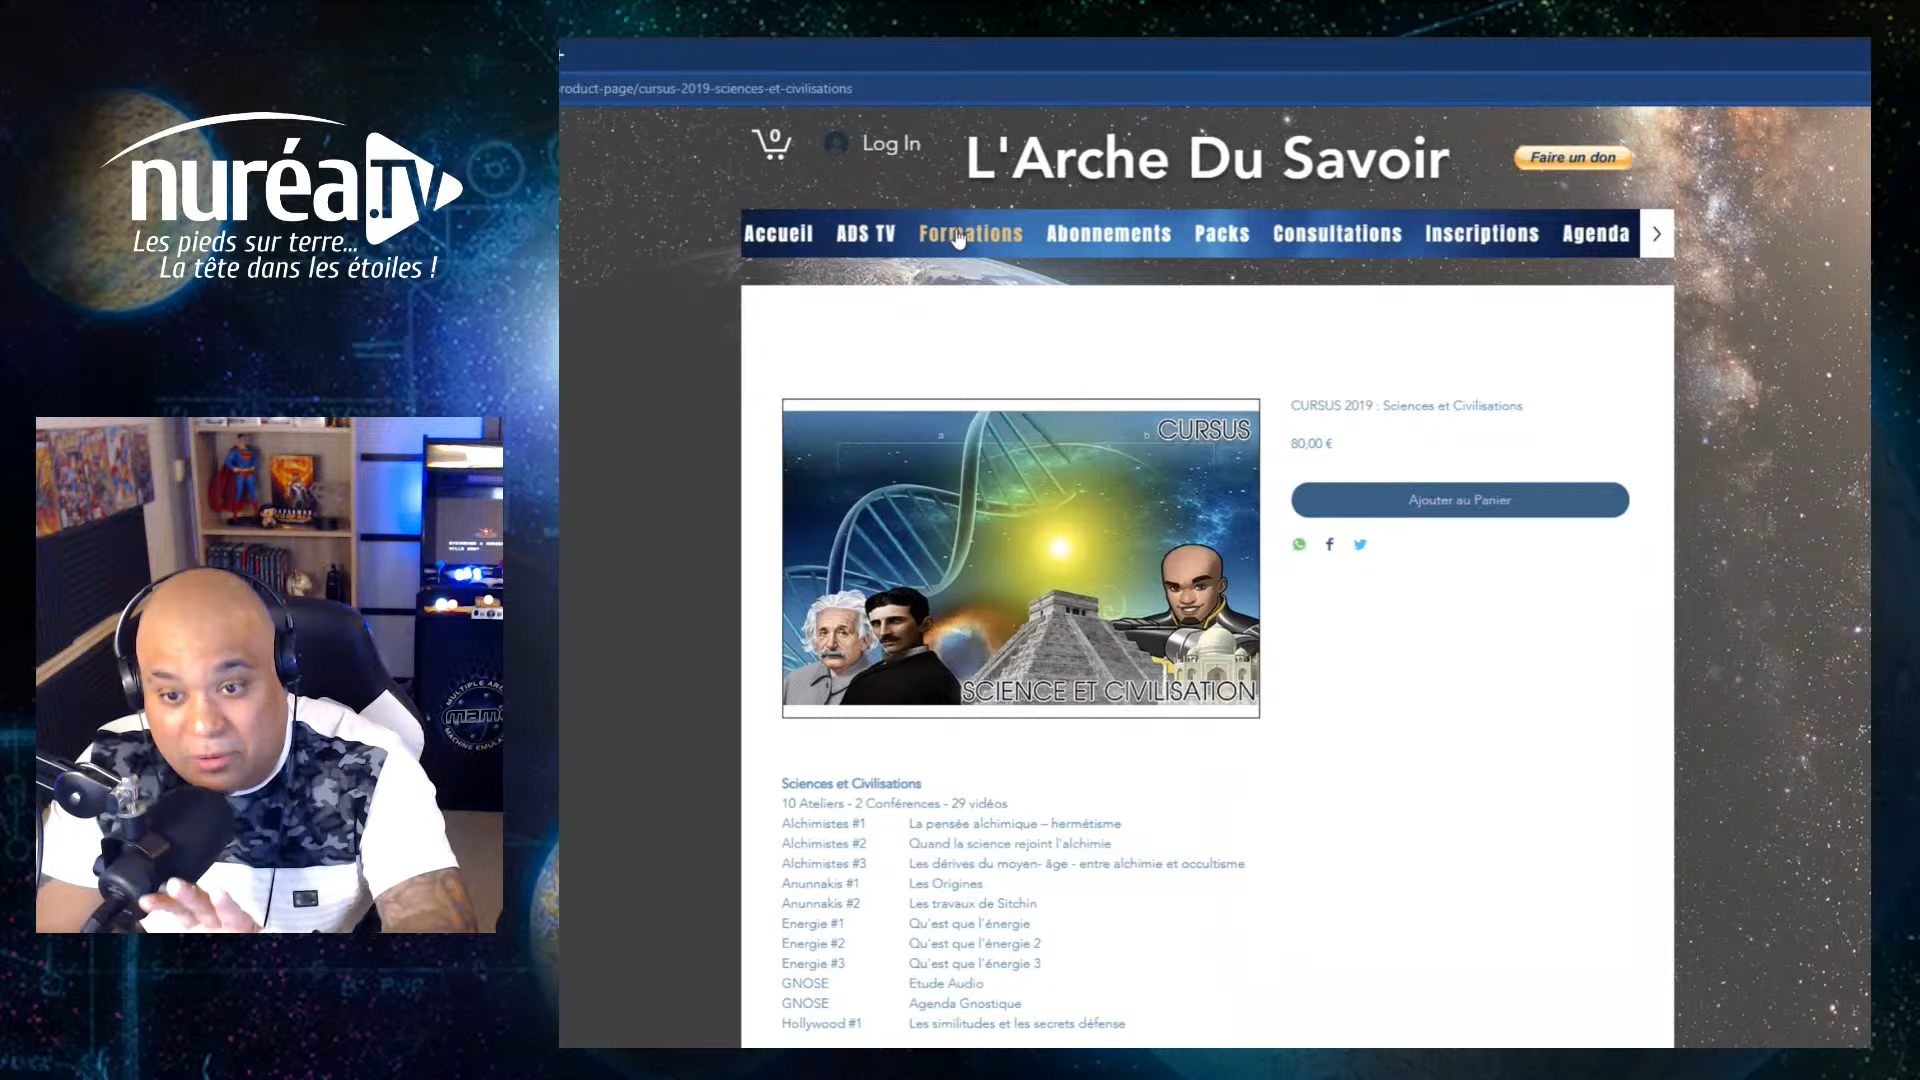 nuréa.TV
Les pieds sur terre...
La tête dans les étoiles !
MULTIPLE ARC
mame
MACHINE EMULA
roduct-page/cursus-2019-sciences-et-civilisations
0
Log In
L'Arche Du Savoir
Faire un don
Accueil ADS TV Formations Abonnements Packs Consultations Inscriptions Agenda >
CURSUS
a b
SCIENCE ET CIVILISATION
CURSUS 2019 : Sciences et Civilisations
80,00 €
Ajouter au Panier
Sciences et Civilisations
10 Ateliers - 2 Conférences - 29 vidéos
Alchimistes #1 La pensée alchimique – hermétisme
Alchimistes #2 Quand la science rejoint l'alchimie
Alchimistes #3 Les dérives du moyen- âge - entre alchimie et occultisme
Anunnakis #1 Les Origines
Anunnakis #2 Les travaux de Sitchin
Energie #1 Qu'est que l'énergie
Energie #2 Qu'est que l'énergie 2
Energie #3 Qu'est que l'énergie 3
GNOSE Etude Audio
GNOSE Agenda Gnostique
Hollywood #1 Les similitudes et les secrets défense